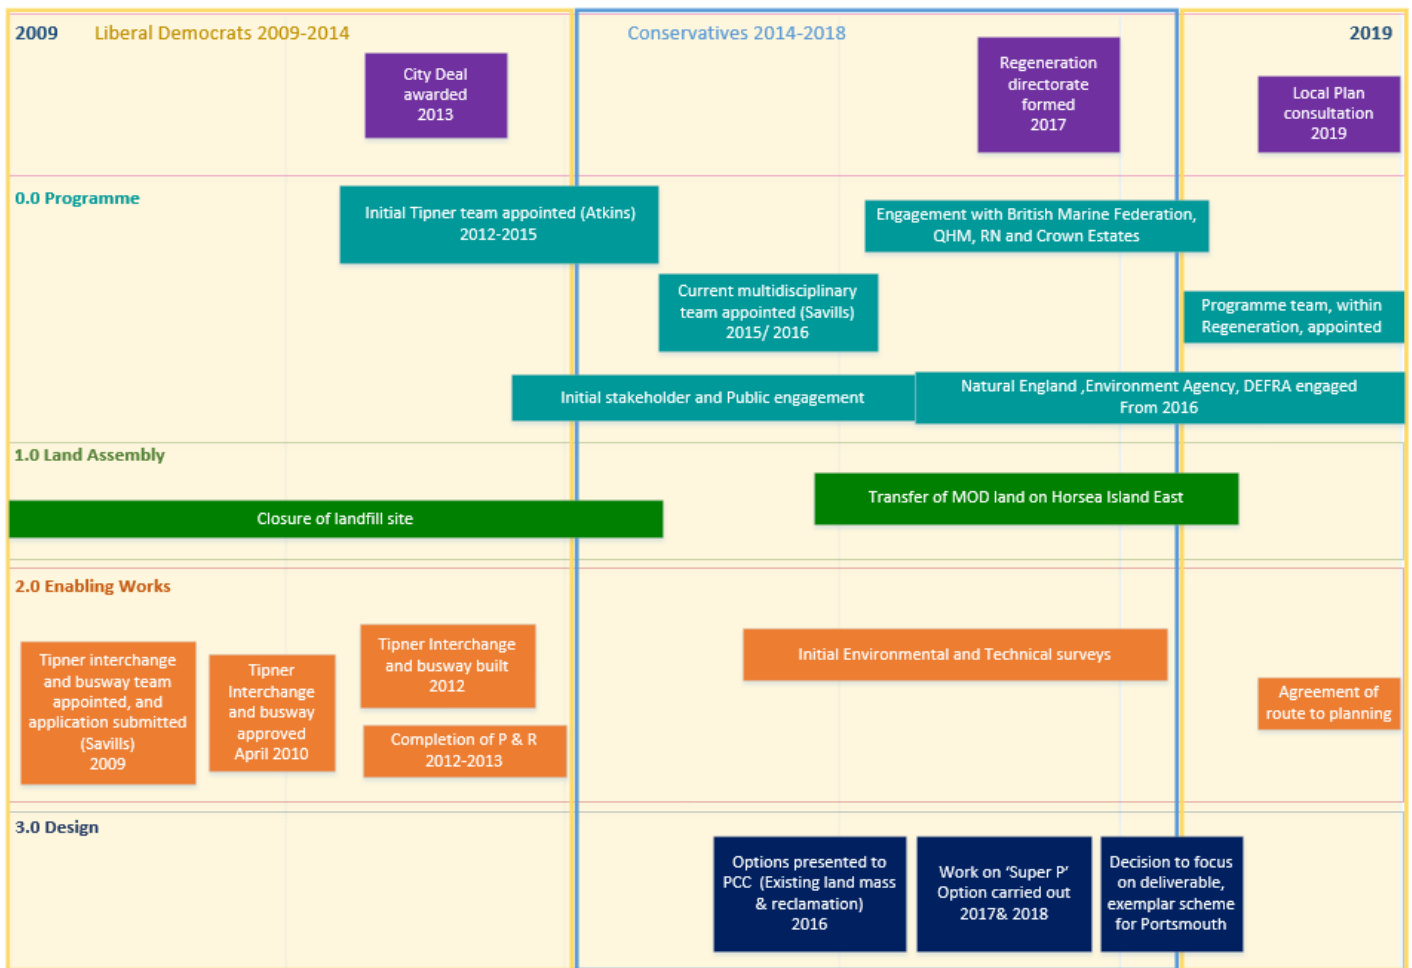 2009 Liberal Democrats 2009-2014 Conservatives 2014-2018 2019
City Deal
awarded
2013
Regeneration
directorate
formed
2017
Local Plan
consultation
2019
0.0 Programme
Initial Tipner team appointed (Atkins)
2012-2015
Engagement with British Marine Federation,
QHM, RN and Crown Estates
Current multidisciplinary
team appointed (Savills)
2015/ 2016
Programme team, within
Regeneration, appointed
Initial stakeholder and Public engagement
Natural England ,Environment Agency, DEFRA engaged
From 2016
1.0 Land Assembly
Closure of landfill site
Transfer of MOD land on Horsea Island East
2.0 Enabling Works
Tipner interchange
and busway team
appointed, and
application submitted
(Savills)
2009
Tipner
Interchange
and busway
approved
April 2010
Tipner Interchange
and busway built
2012
Completion of P & R
2012-2013
Initial Environmental and Technical surveys
Agreement of
route to planning
3.0 Design
Options presented to
PCC (Existing land mass
& reclamation)
2016
Work on ‘Super P’
Option carried out
2017& 2018
Decision to focus
on deliverable,
exemplar scheme
for Portsmouth